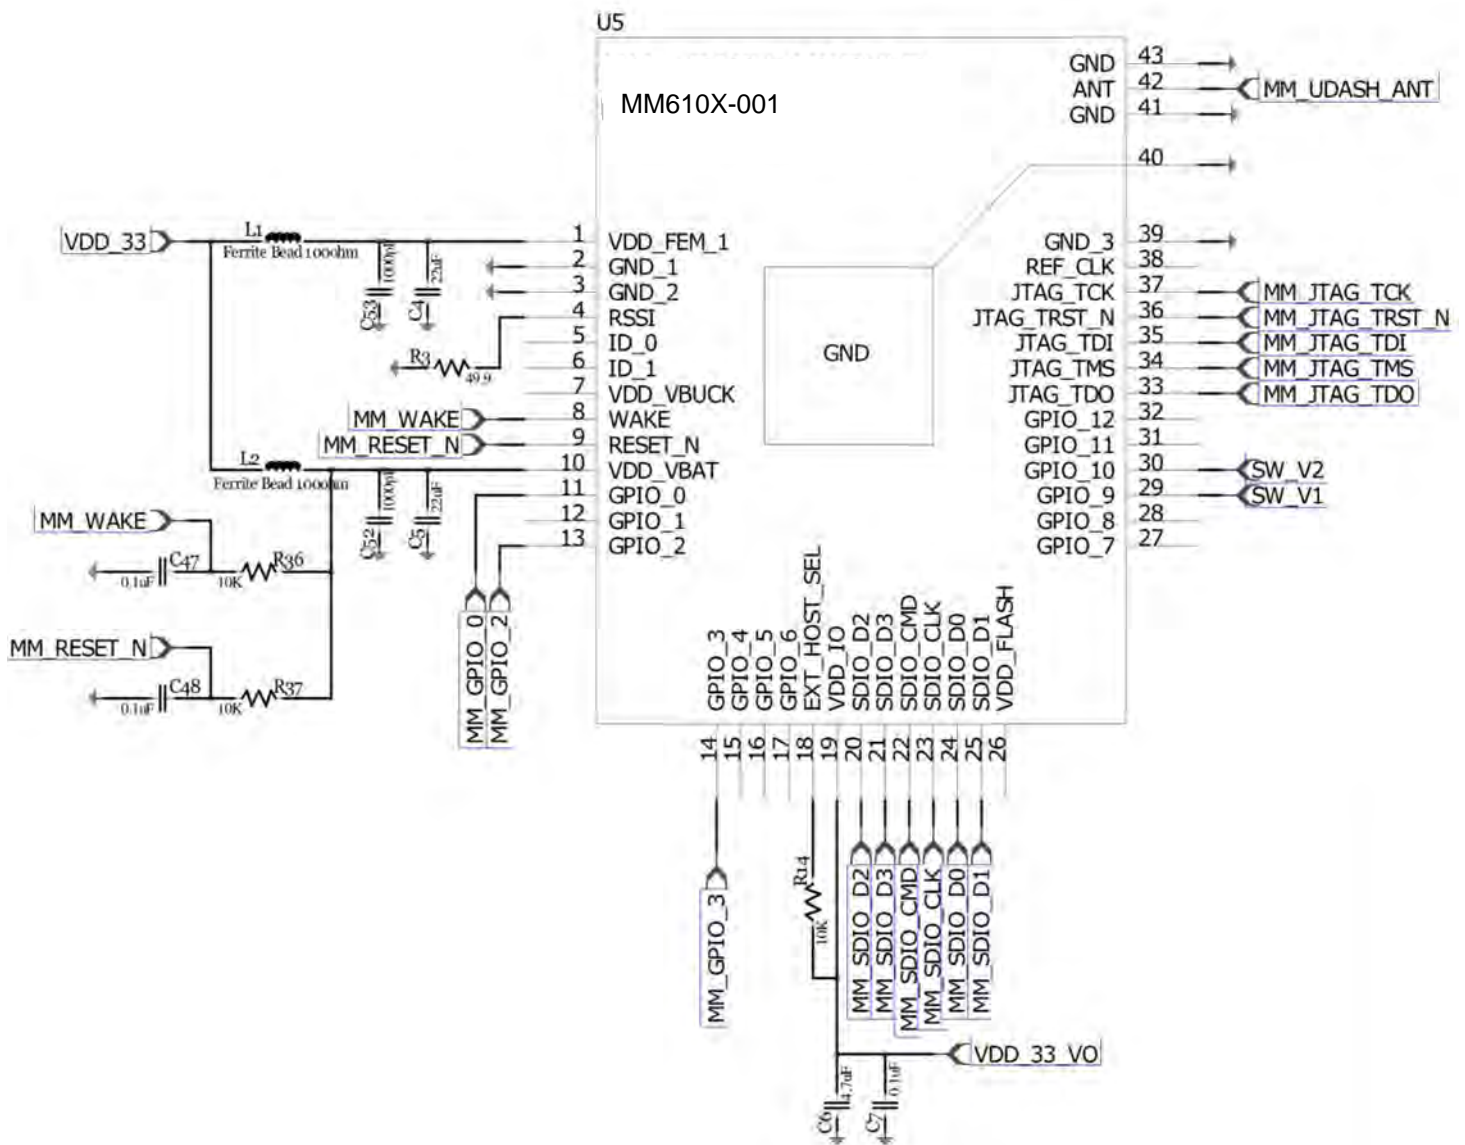 U5
MM610X-001
GND 43
ANT 42 MM_UDASH_ANT
GND 41
40
VDD_33
L1
Ferrite Bead 100ohm
1000pF
C53
22uF
C4
1 VDD_FEM_1
2 GND_1
3 GND_2
4 RSSI
5 ID_0
6 ID_1
7 VDD_VBUCK
R3
49.9
MM_WAKE 8 WAKE
MM_RESET_N 9 RESET_N
10 VDD_VBAT
11 GPIO_0
12 GPIO_1
13 GPIO_2
L2
Ferrite Bead
1000pF
C52
22uF
C5
MM_WAKE
C47
0.1uF
R36
10K
MM_RESET_N
C48
0.1uF
R37
10K
MM_GPIO_0
MM_GPIO_2
GND
GND_3 39
REF_CLK 38
JTAG_TCK 37 MM_JTAG_TCK
JTAG_TRST_N 36 MM_JTAG_TRST_N
JTAG_TDI 35 MM_JTAG_TDI
JTAG_TMS 34 MM_JTAG_TMS
JTAG_TDO 33 MM_JTAG_TDO
GPIO_12 32
GPIO_11 31
GPIO_10 30 SW_V2
GPIO_9 29 SW_V1
GPIO_8 28
GPIO_7 27
GPIO_3 14
GPIO_4 15
GPIO_5 16
GPIO_6 17
EXT_HOST_SEL 18
VDD_IO 19
SDIO_D2 20
SDIO_D3 21
SDIO_CMD 22
SDIO_CLK 23
SDIO_D0 24
SDIO_D1 25
VDD_FLASH 26
MM_GPIO_3
R14
10K
MM_SDIO_D2
MM_SDIO_D3
MM_SDIO_CMD
MM_SDIO_CLK
MM_SDIO_D0
MM_SDIO_D1
VDD_33_VO
C6
4.7uF
C7
0.1uF